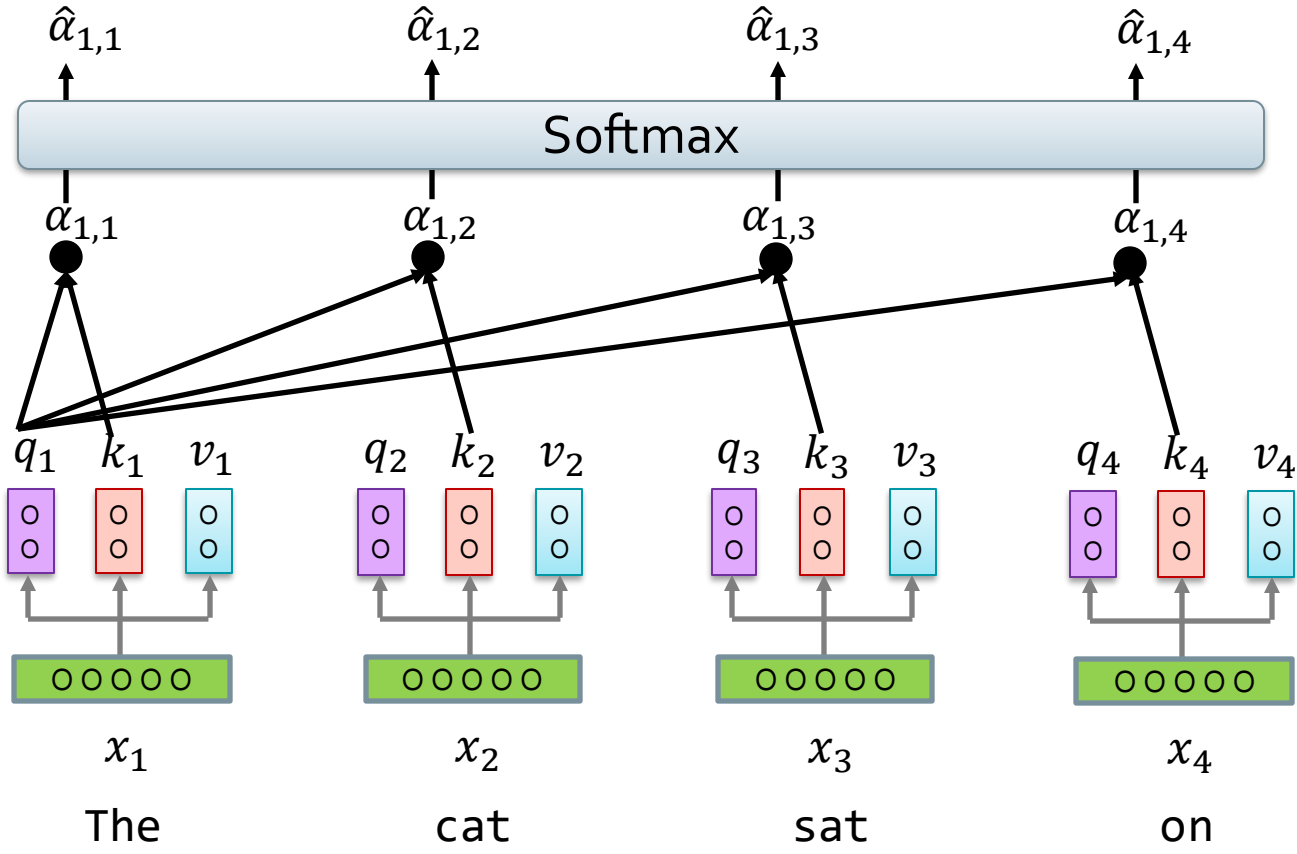 α̂₁,₁ α̂₁,₂ α̂₁,₃ α̂₁,₄
Softmax
α₁,₁ α₁,₂ α₁,₃ α₁,₄
q₁ k₁ v₁ q₂ k₂ v₂ q₃ k₃ v₃ q₄ k₄ v₄
O O O O O O O O O O O O
O O O O O O O O O O O O
O O O O O O O O O O O O O O O O O O O O
x₁ x₂ x₃ x₄
The cat sat on